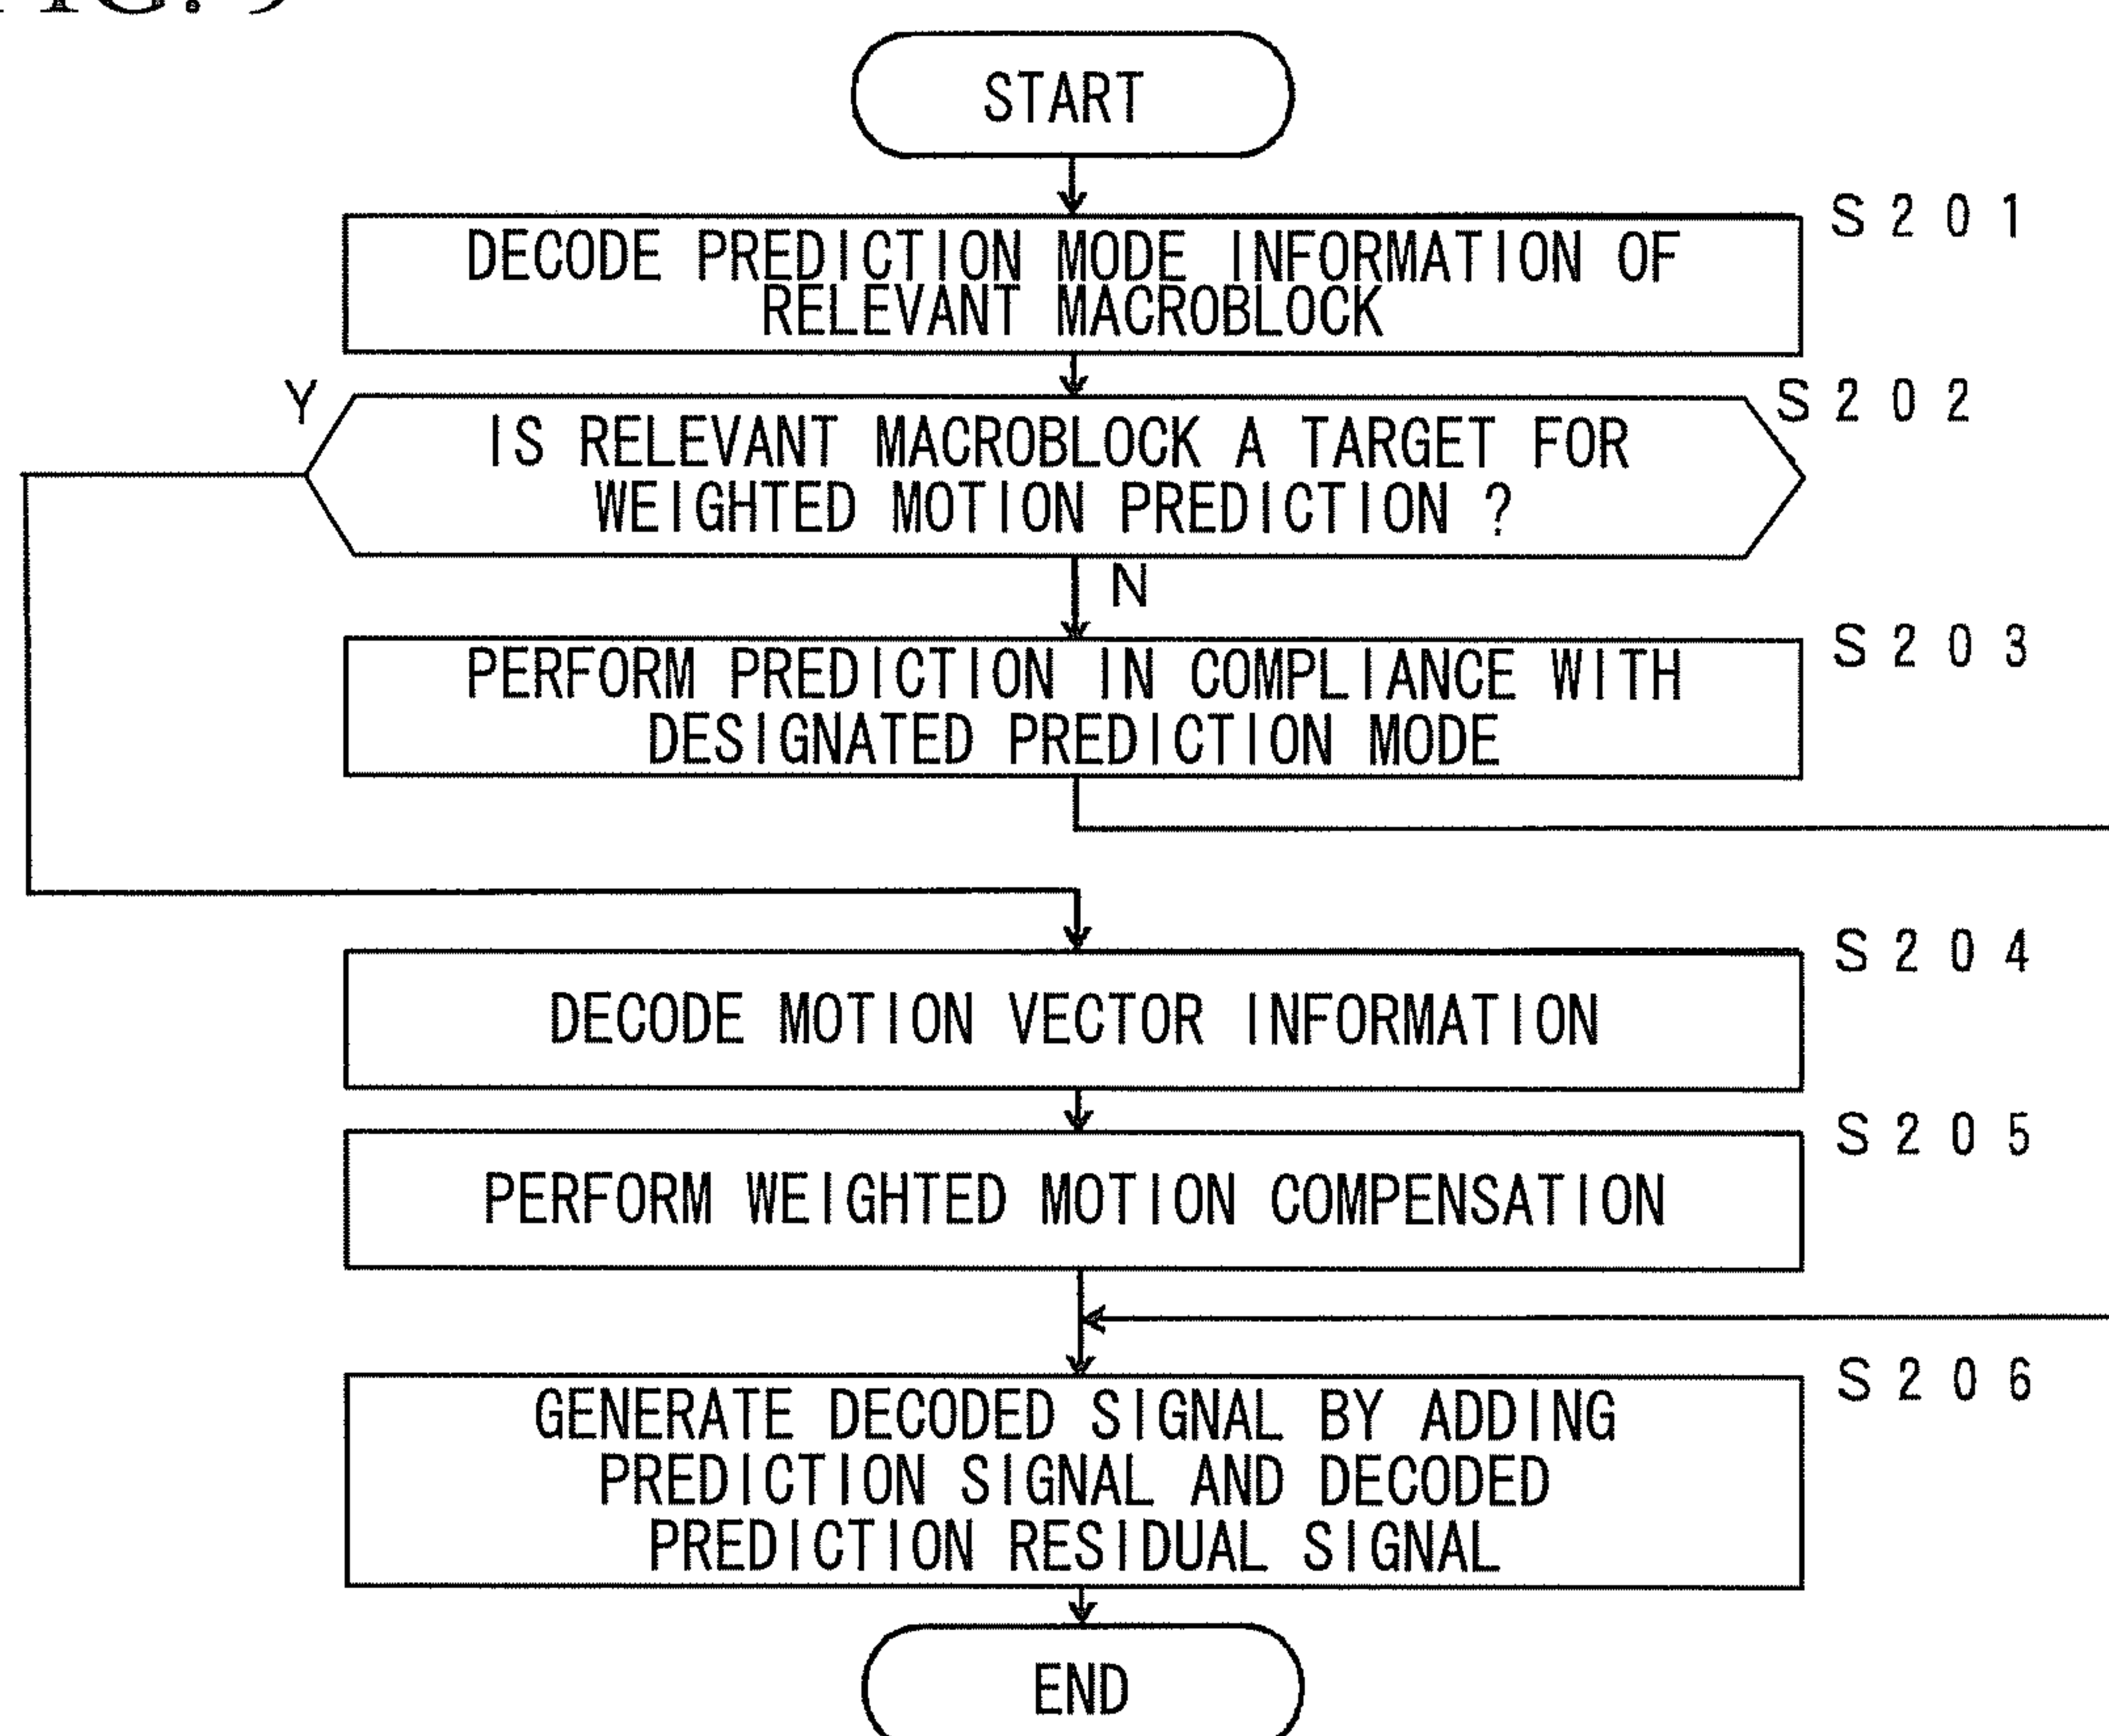 FIG. 9
START
S201
DECODE PREDICTION MODE INFORMATION OF
RELEVANT MACROBLOCK
Y
S202
IS RELEVANT MACROBLOCK A TARGET FOR
WEIGHTED MOTION PREDICTION ?
N
S203
PERFORM PREDICTION IN COMPLIANCE WITH
DESIGNATED PREDICTION MODE
S204
DECODE MOTION VECTOR INFORMATION
S205
PERFORM WEIGHTED MOTION COMPENSATION
S206
GENERATE DECODED SIGNAL BY ADDING
PREDICTION SIGNAL AND DECODED
PREDICTION RESIDUAL SIGNAL
END